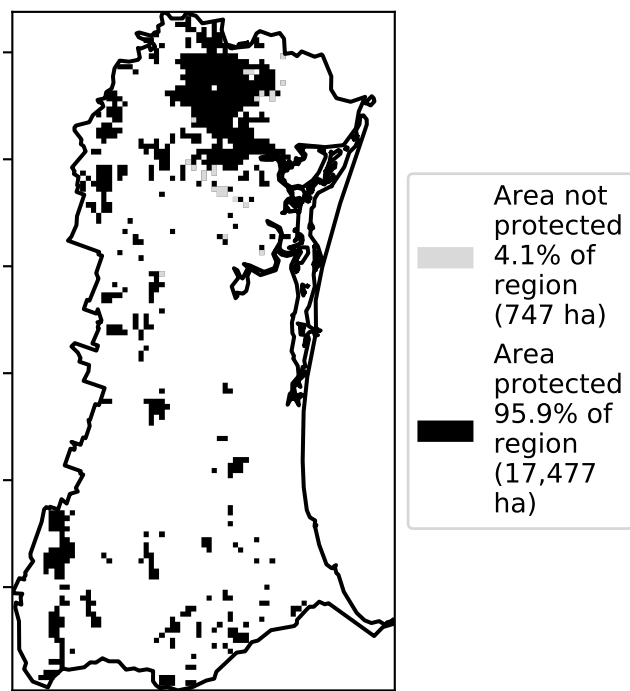 Area not
protected
4.1% of
region
(747 ha)
Area
protected
95.9% of
region
(17,477
ha)